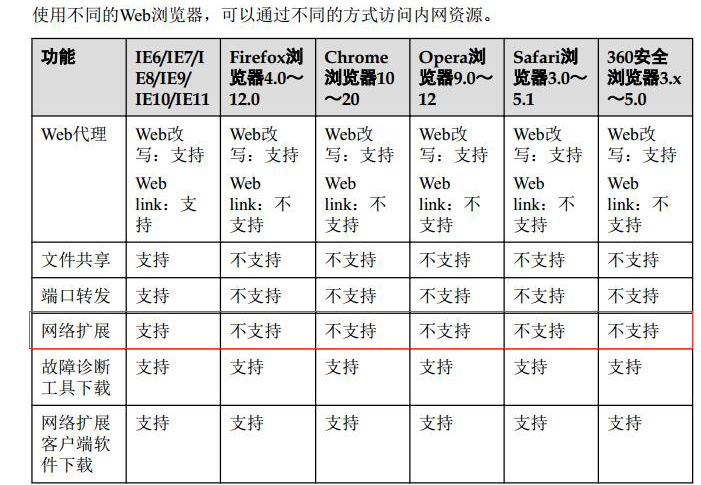 使用不同的Web浏览器，可以通过不同的方式访问内网资源。
功能
IE6/IE7/I
E8/IE9/
IE10/IE11
Firefox浏
览器4.0～
12.0
Chrome
浏览器10
～20
Opera浏
览器9.0～
12
Safari浏
览器3.0～
5.1
360安全
浏览器3.x
～5.0
Web代理
Web改
写：支持
Web
link：支
持
Web改
写：支持
Web
link：不
支持
Web改
写：支持
Web
link：不
支持
Web改
写：支持
Web
link：不
支持
Web改
写：支持
Web
link：不
支持
Web改
写：支持
Web
link：不
支持
文件共享
支持
不支持
不支持
不支持
不支持
不支持
端口转发
支持
不支持
不支持
不支持
不支持
不支持
网络扩展
支持
不支持
不支持
不支持
不支持
不支持
故障诊断
工具下载
支持
支持
支持
支持
支持
支持
网络扩展
客户端软
件下载
支持
支持
支持
支持
支持
支持